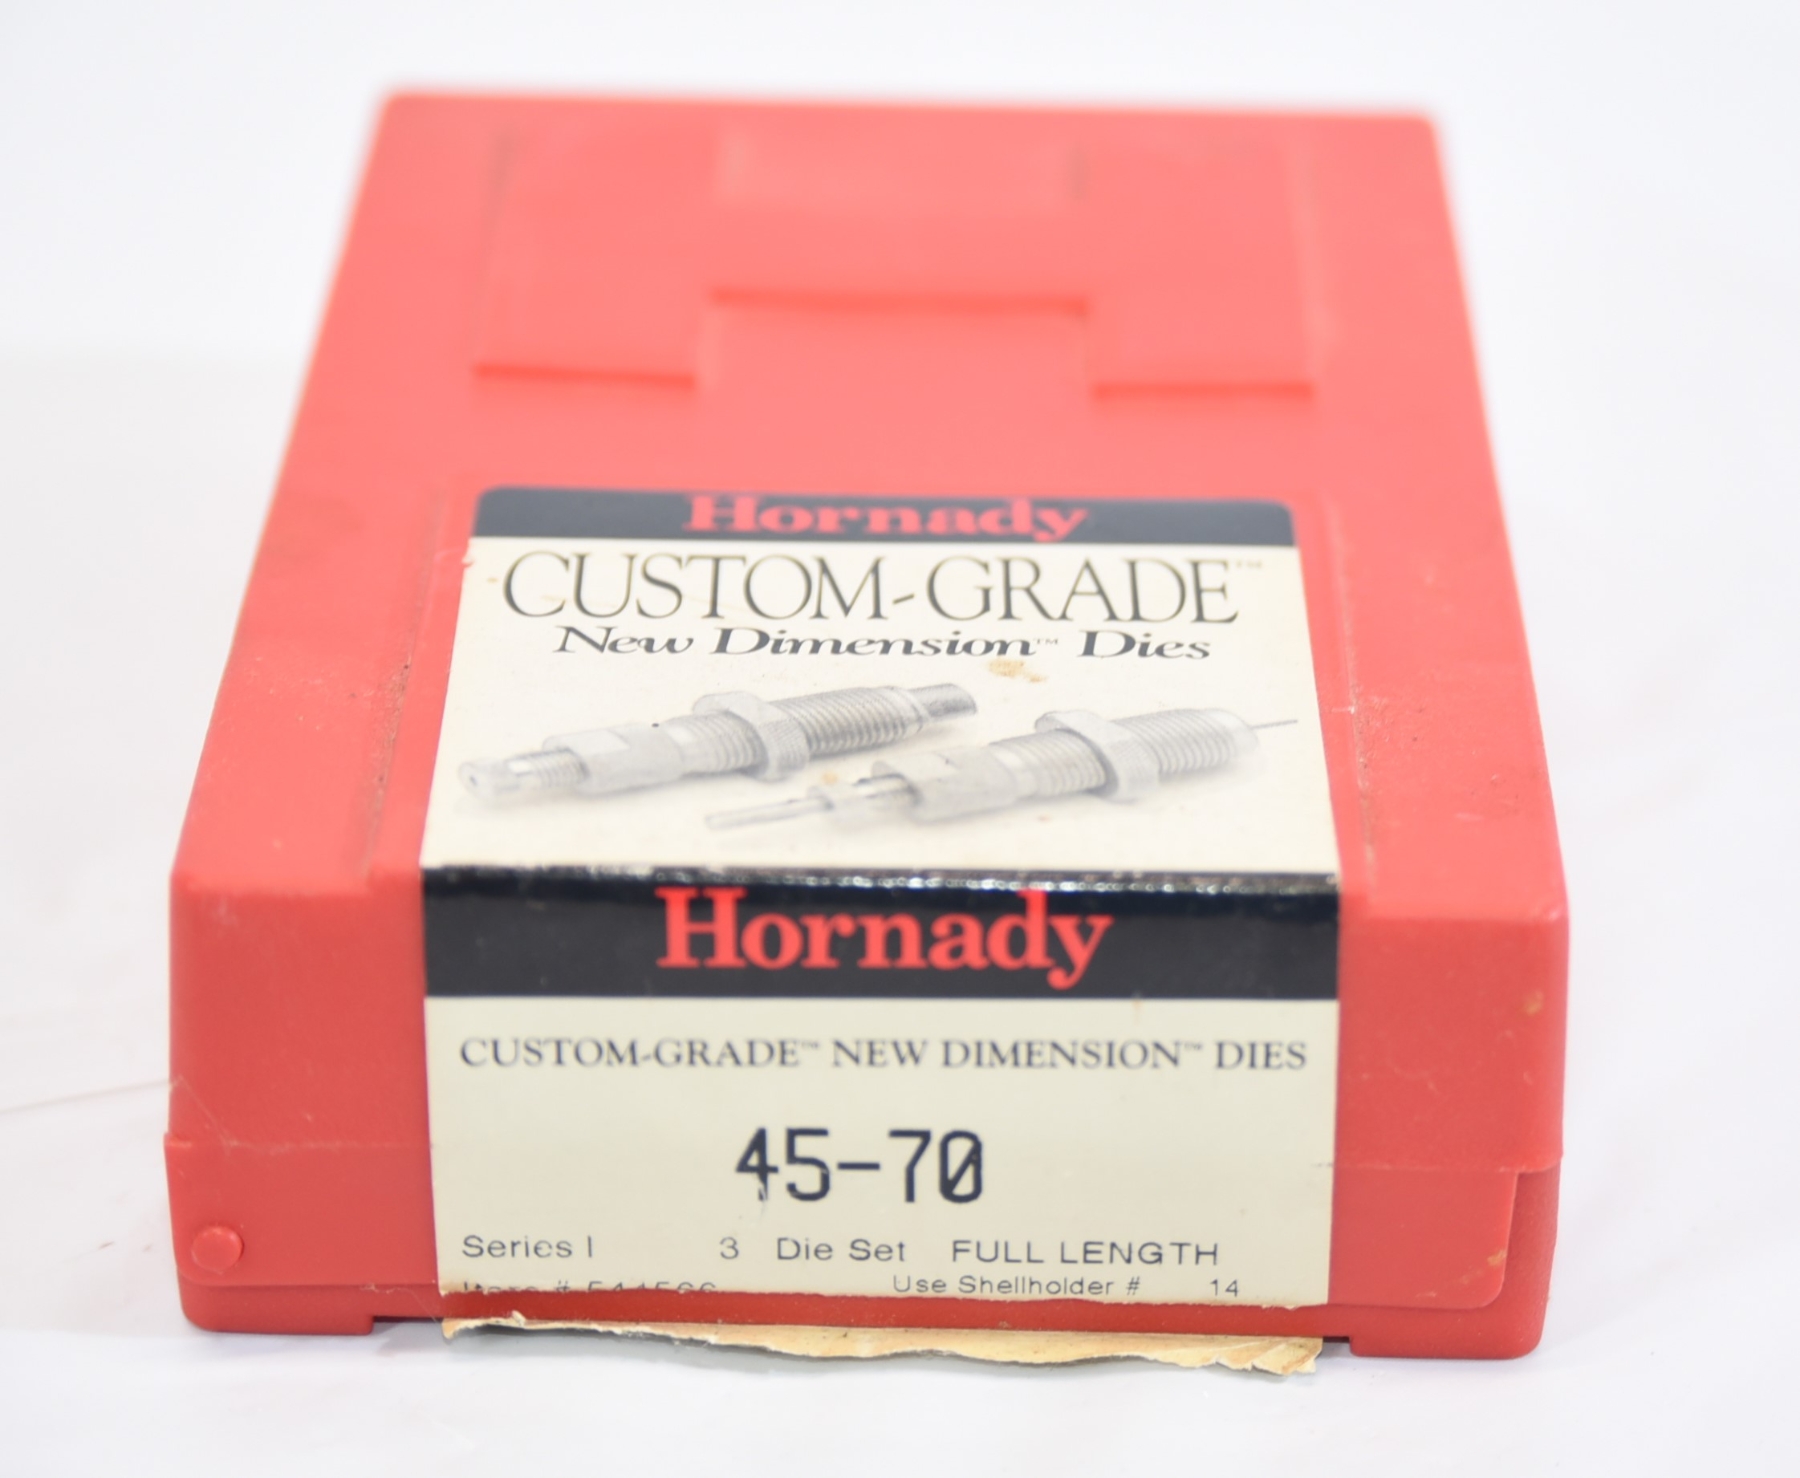 Hornady
CUSTOM-GRADE™
New Dimension™ Dies
Hornady
CUSTOM-GRADE™ NEW DIMENSION™ DIES
45-70
Series I 3 Die Set FULL LENGTH
Use Shellholder # 14